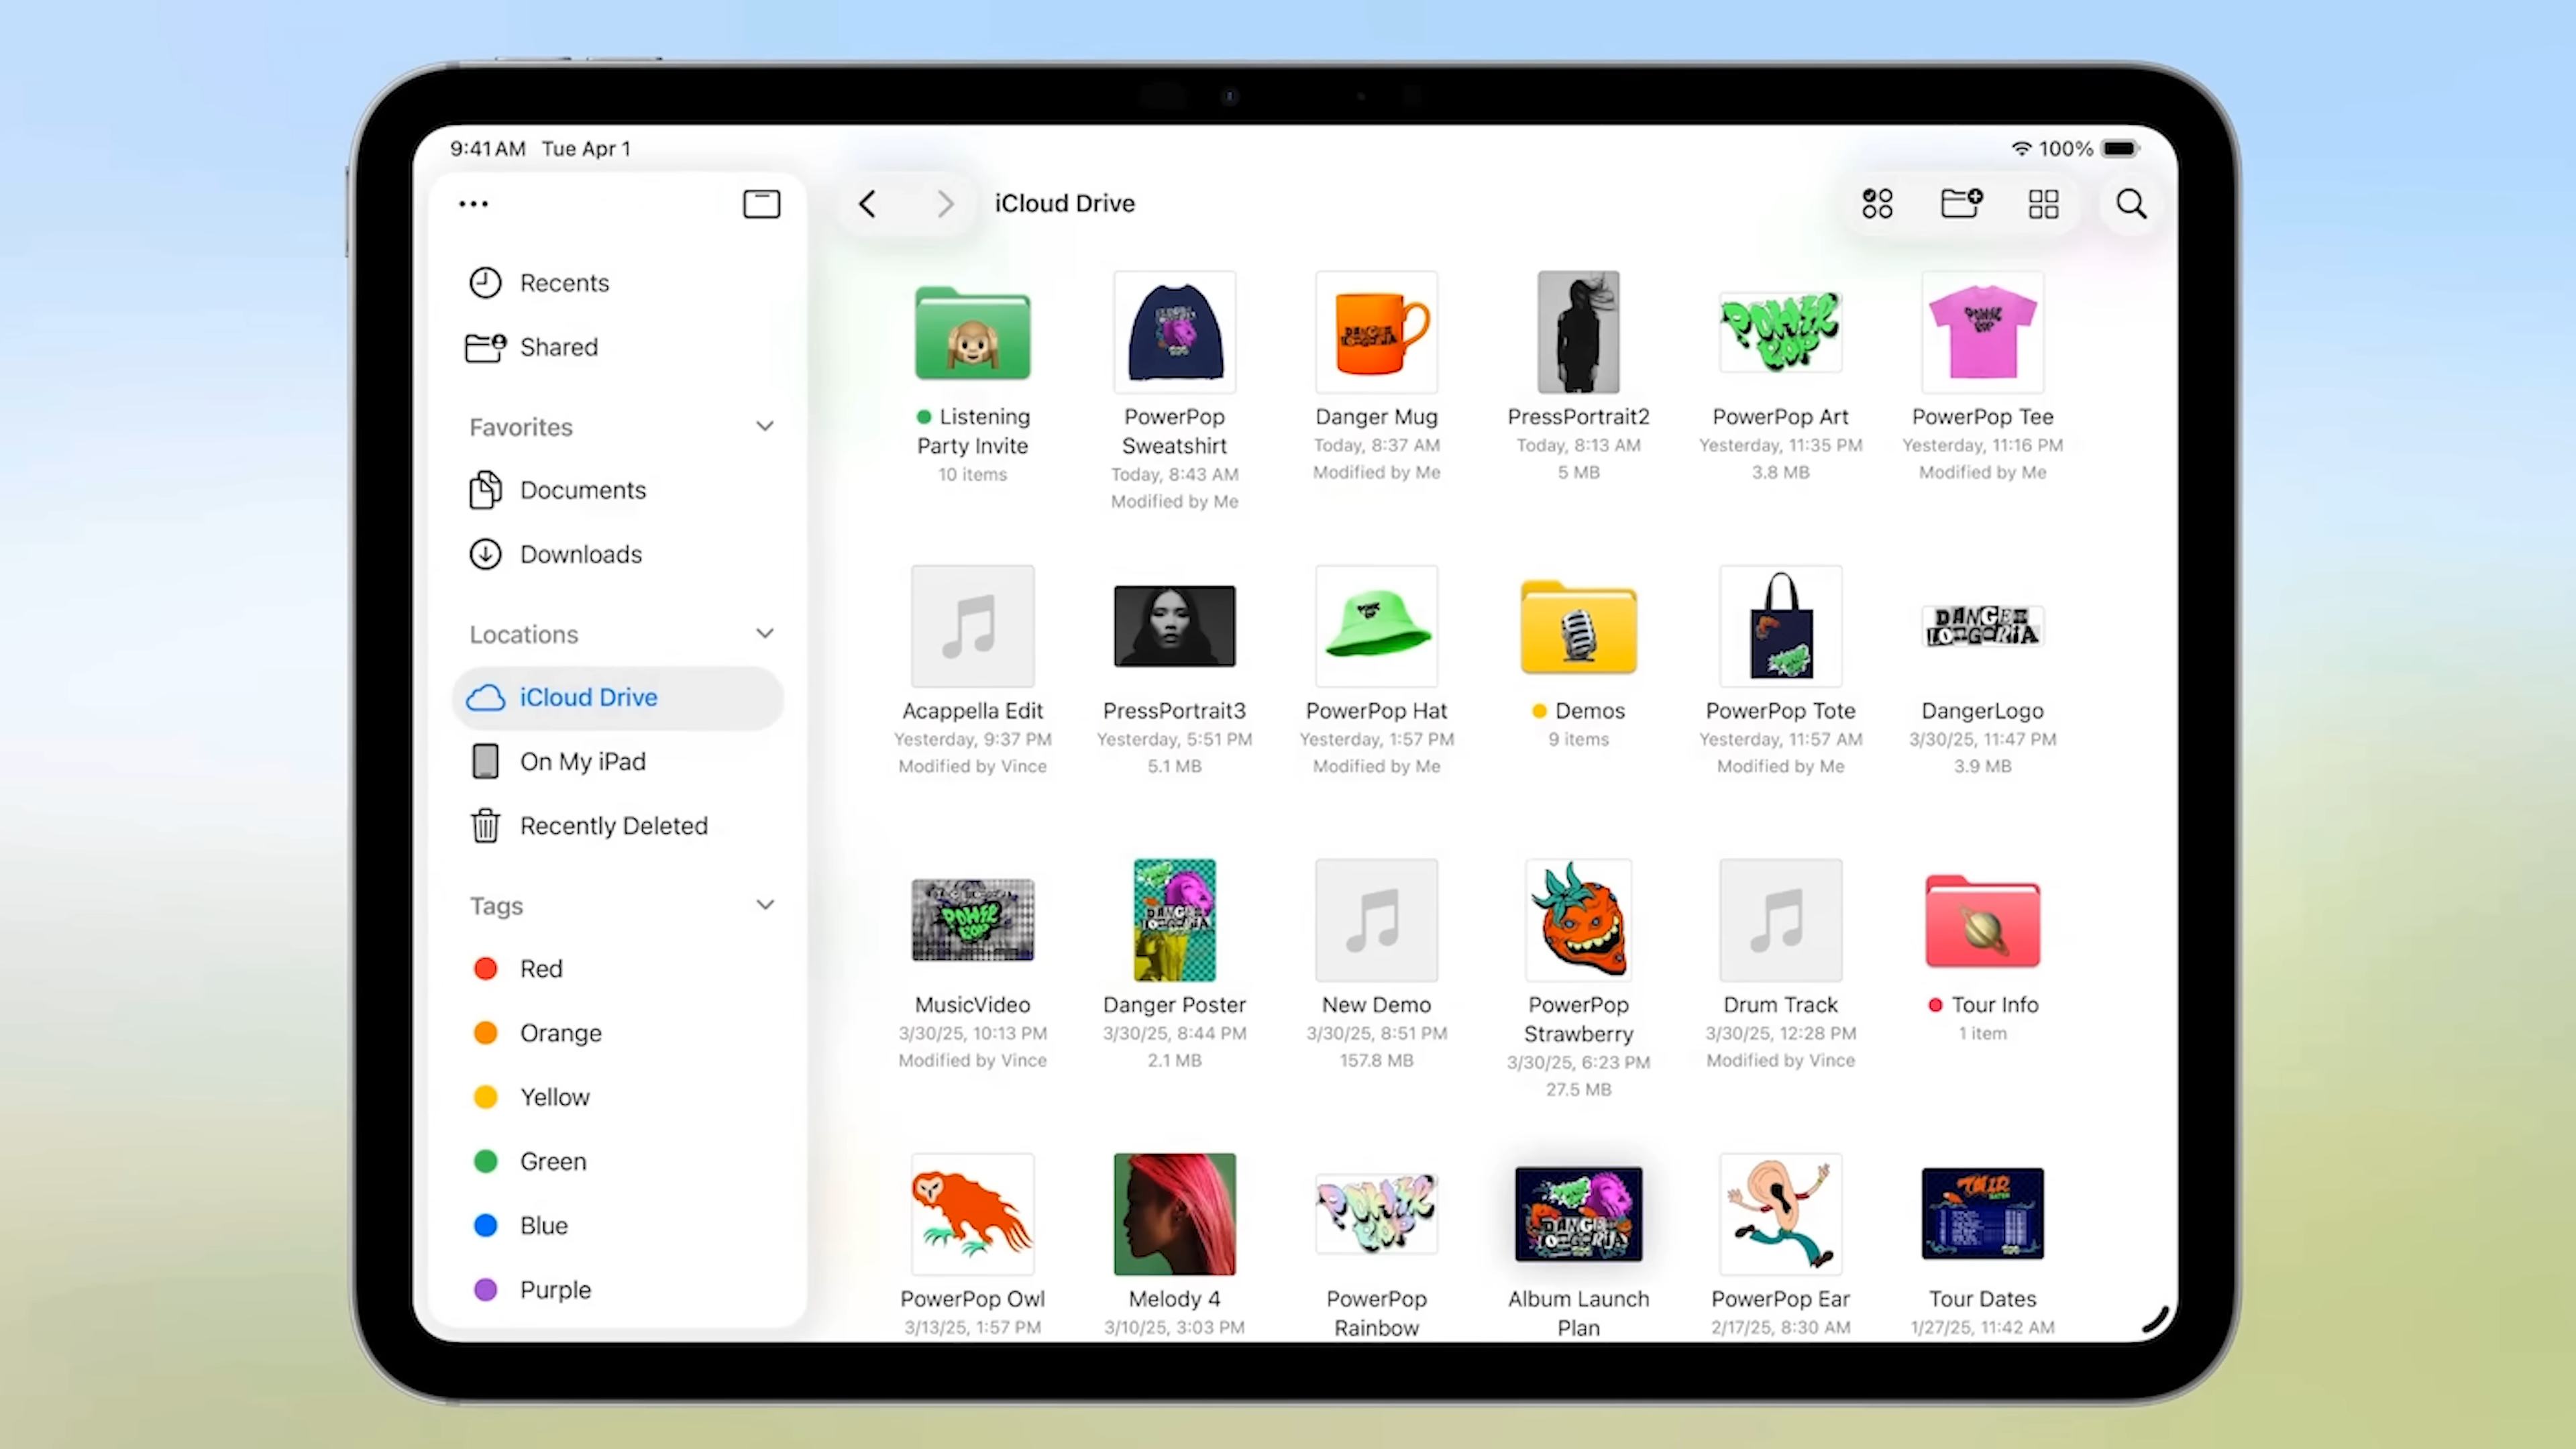 9:41 AM Tue Apr 1
100%
iCloud Drive
Recents
Shared
Favorites
Documents
Downloads
Locations
iCloud Drive
On My iPad
Recently Deleted
Tags
Red
Orange
Yellow
Green
Blue
Purple
Listening
Party Invite
10 items
PowerPop
Sweatshirt
Today, 8:43 AM
Modified by Me
Danger Mug
Today, 8:37 AM
Modified by Me
PressPortrait2
Today, 8:13 AM
5 MB
POWER
POP
PowerPop Art
Yesterday, 11:35 PM
3.8 MB
PowerPop Tee
Yesterday, 11:16 PM
Modified by Me
Acappella Edit
Yesterday, 9:37 PM
Modified by Vince
PressPortrait3
Yesterday, 5:51 PM
5.1 MB
PowerPop Hat
Yesterday, 1:57 PM
Modified by Me
Demos
9 items
PowerPop Tote
Yesterday, 11:57 AM
Modified by Me
DANGER
LONGORIA
DangerLogo
3/30/25, 11:47 PM
3.9 MB
MusicVideo
3/30/25, 10:13 PM
Modified by Vince
Danger Poster
3/30/25, 8:44 PM
2.1 MB
New Demo
3/30/25, 8:51 PM
157.8 MB
PowerPop
Strawberry
3/30/25, 6:23 PM
27.5 MB
Drum Track
3/30/25, 12:28 PM
Modified by Vince
Tour Info
1 item
PowerPop Owl
3/13/25, 1:57 PM
Melody 4
3/10/25, 3:03 PM
POWER
POP
PowerPop
Rainbow
Album Launch
Plan
PowerPop Ear
2/17/25, 8:30 AM
TOUR
DATES
Tour Dates
1/27/25, 11:42 AM